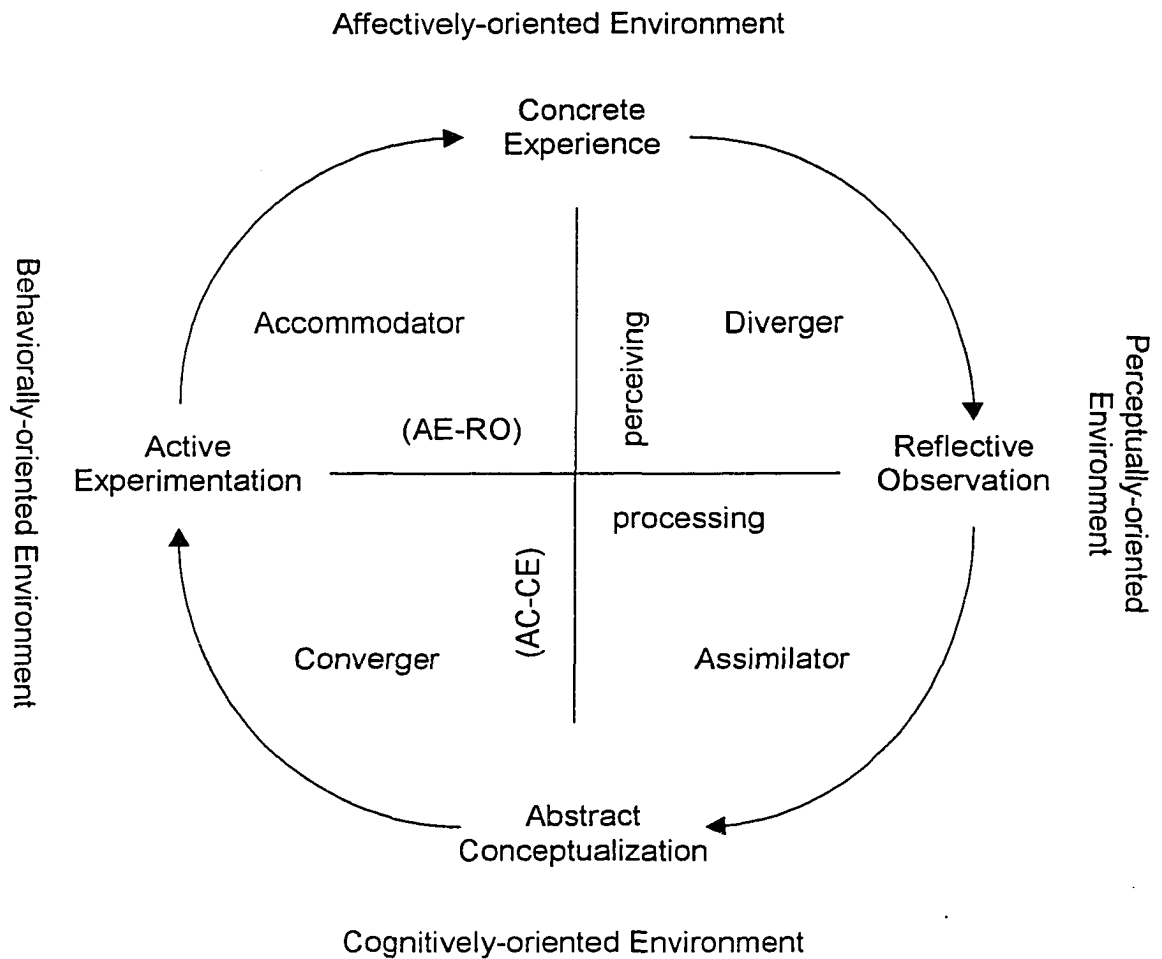 Affectively-oriented Environment
Concrete
Experience
Behaviorally-oriented Environment
Accommodator
perceiving
Diverger
Perceptually-oriented
Environment
(AE-RO)
Active
Experimentation
Reflective
Observation
processing
(AC-CE)
Converger
Assimilator
Abstract
Conceptualization
Cognitively-oriented Environment